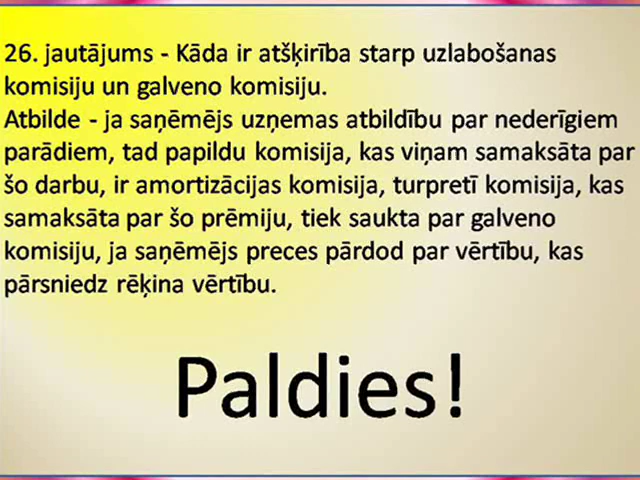 26. jautājums - Kāda ir atšķirība starp uzlabošanas
komisiju un galveno komisiju.
Atbilde - ja saņēmējs uzņemas atbildību par nederīgiem
parādiem, tad papildu komisija, kas viņam samaksāta par
šo darbu, ir amortizācijas komisija, turpretī komisija, kas
samaksāta par šo prēmiju, tiek saukta par galveno
komisiju, ja saņēmējs preces pārdod par vērtību, kas
pārsniedz rēķina vērtību.
Paldies!